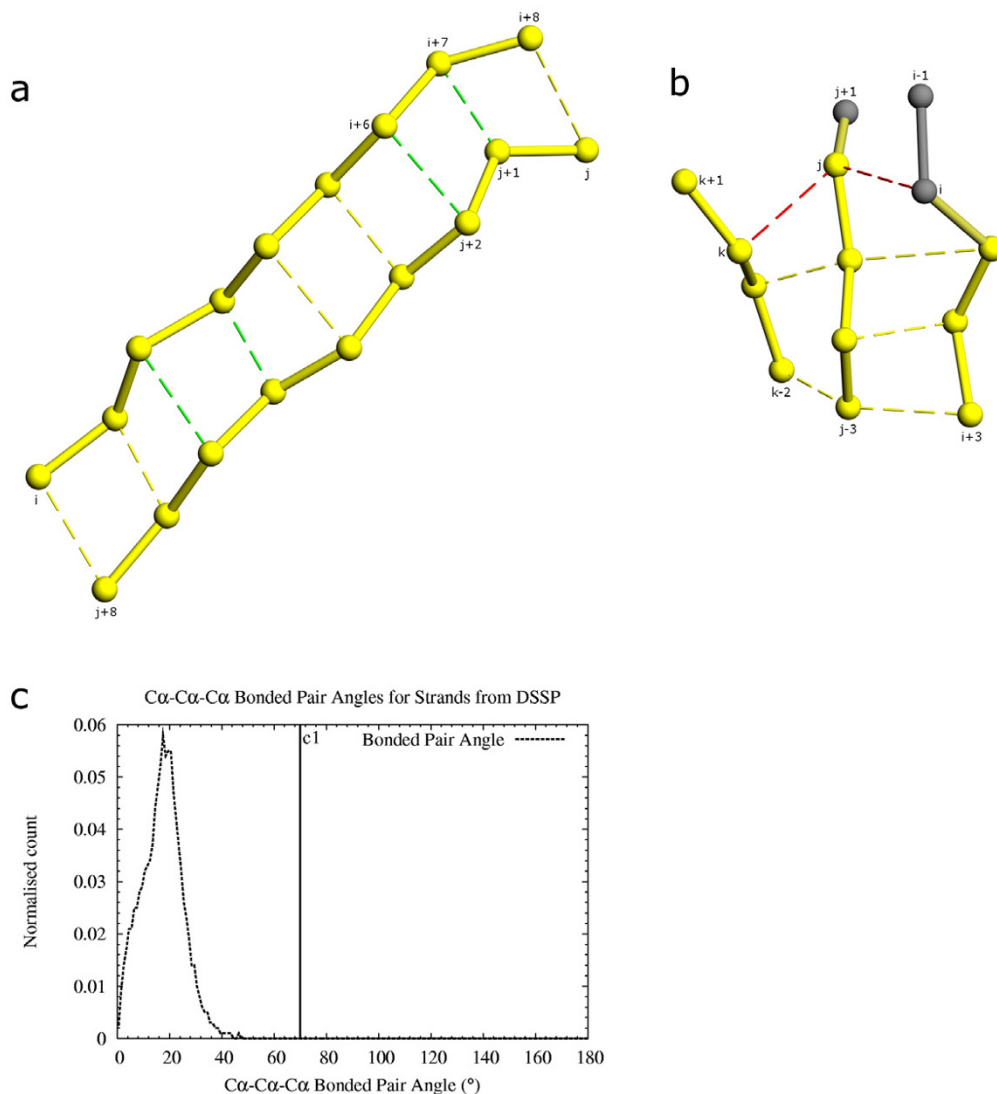 a
i+8
i+7
i+6
j+1
j
j+2
i
j+8
b
i-1
j+1
j
i
k+1
k
k-2
j-3
i+3
c
Cα-Cα-Cα Bonded Pair Angles for Strands from DSSP
0.06
c1
Bonded Pair Angle
0.05
0.04
0.03
0.02
0.01
0
Normalised count
0 20 40 60 80 100 120 140 160 180
Cα-Cα-Cα Bonded Pair Angle (°)